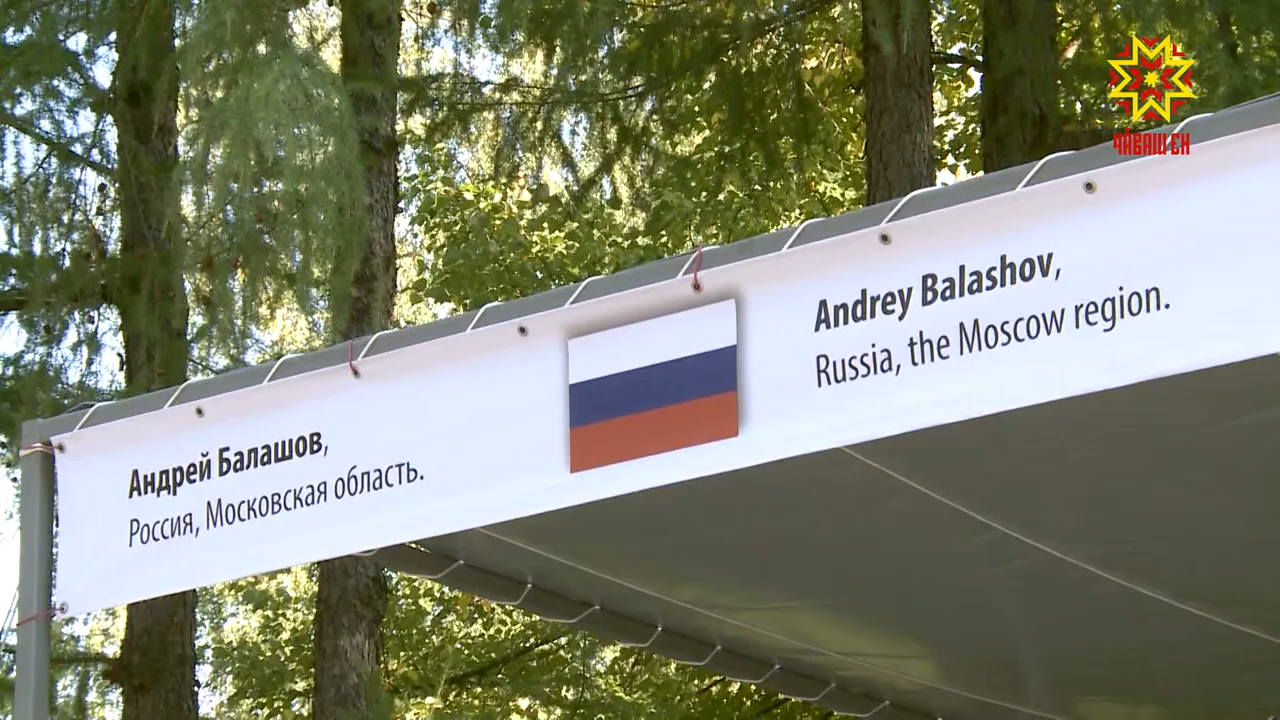 ЧӐВАШ ЕН
Андрей Балашов,
Россия, Московская область.
Andrey Balashov,
Russia, the Moscow region.